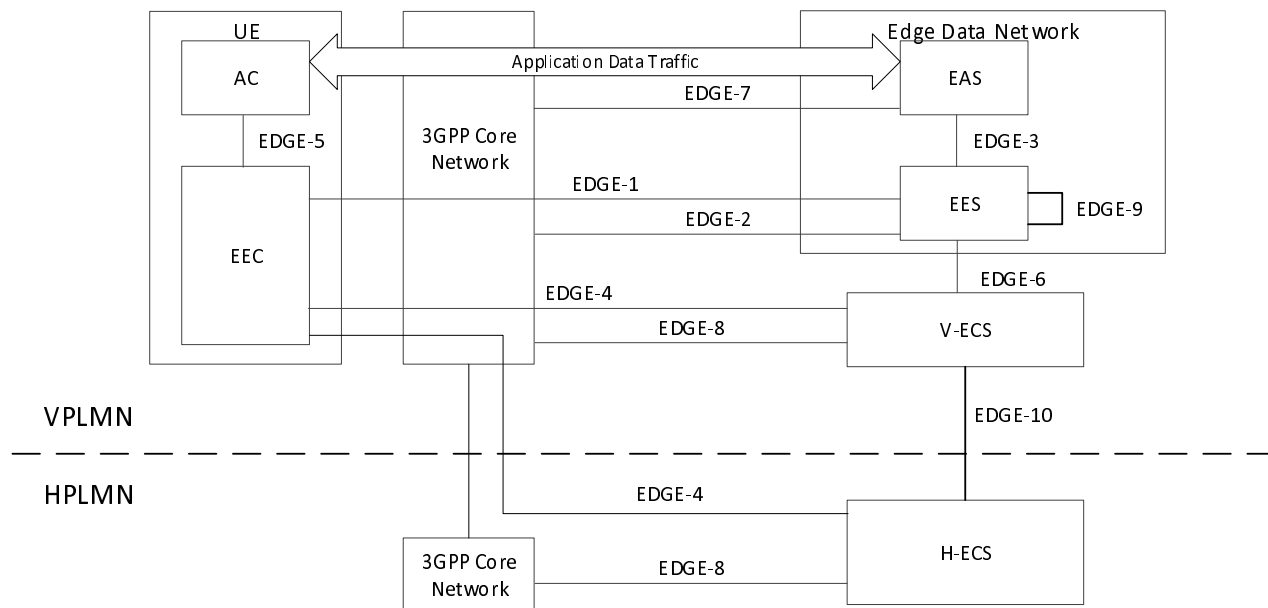 UE
Edge Data Network
AC
Application Data Traffic
EAS
EDGE-7
EDGE-5
3GPP Core
Network
EDGE-3
EDGE-1
EES
EDGE-9
EDGE-2
EEC
EDGE-6
EDGE-4
EDGE-8
V-ECS
VPLMN
EDGE-10
HPLMN
EDGE-4
H-ECS
3GPP Core
Network
EDGE-8